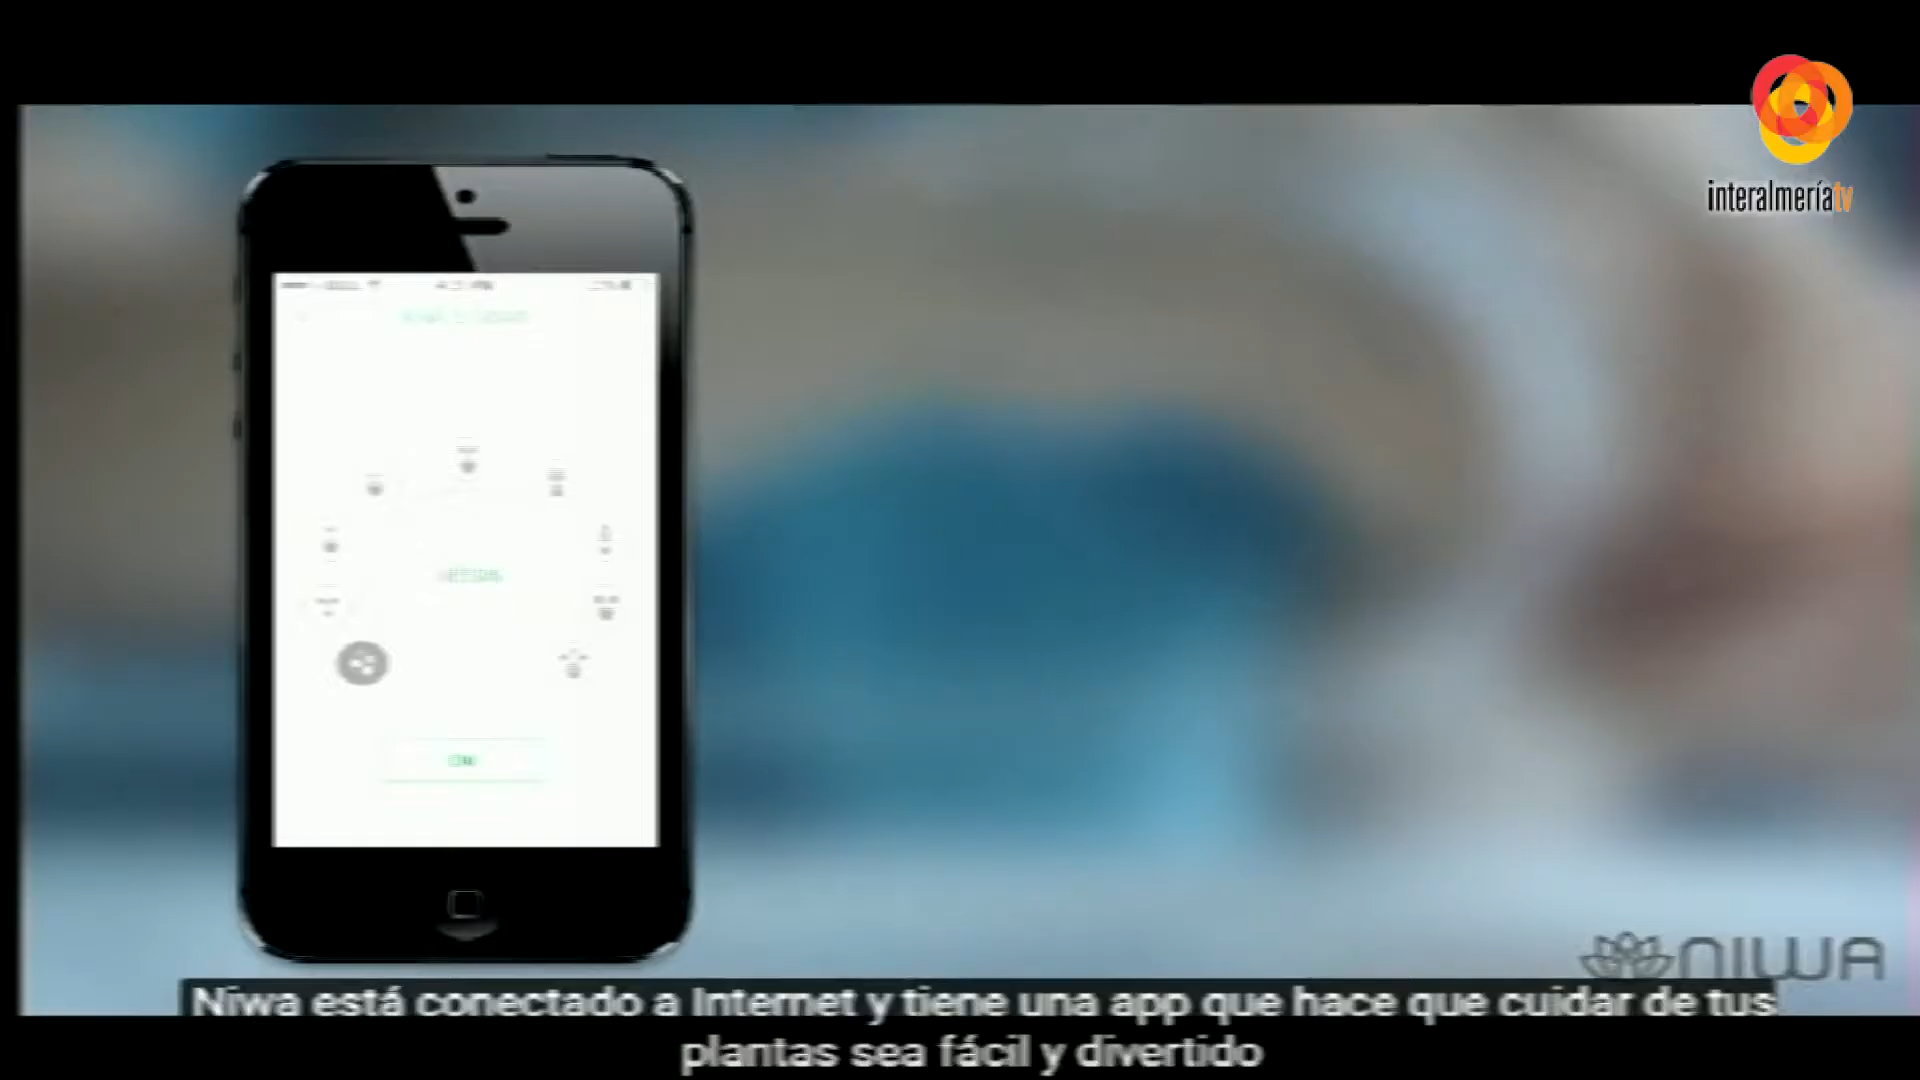 interalmeríatv
ON
NIWA
Niwa está conectado a Internet y tiene una app que hace que cuidar de tus
plantas sea fácil y divertido